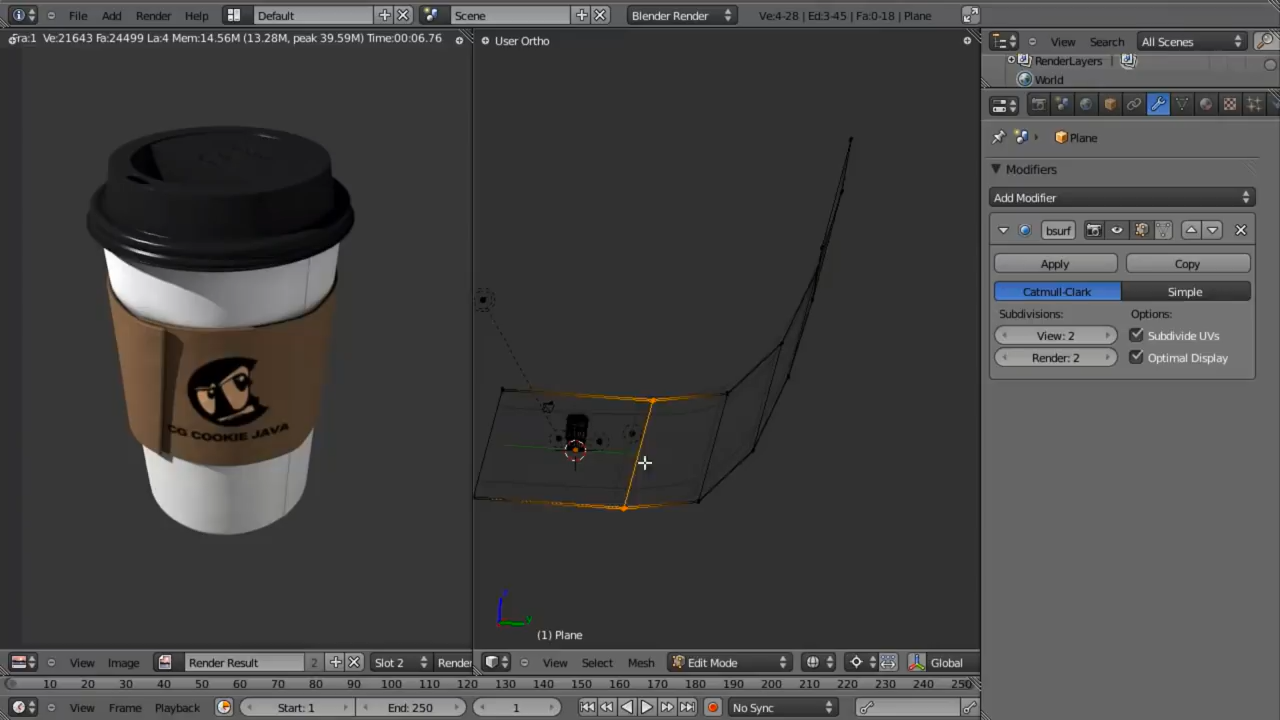 File Add Render Help Default Scene Blender Render Ve:4-28 | Ed:3-45 | Fa:0-18 | Plane
Fra:1 Ve:21643 Fa:24499 La:4 Mem:14.56M (13.28M, peak 39.59M) Time:00:06.76
User Ortho
View Search All Scenes
RenderLayers
World
Plane
Modifiers
Add Modifier
bsurf
Apply Copy
Catmull-Clark Simple
Subdivisions: Options:
View: 2 Subdivide UVs
Render: 2 Optimal Display
CG COOKIE JAVA
(1) Plane
View Image Render Result 2 Slot 2 Render
View Select Mesh Edit Mode Global
10 20 30 40 50 60 70 80 90 100 110 120 130 140 150 160 170 180 190 200 210 220 230 240 250
View Frame Playback Start: 1 End: 250 1 No Sync